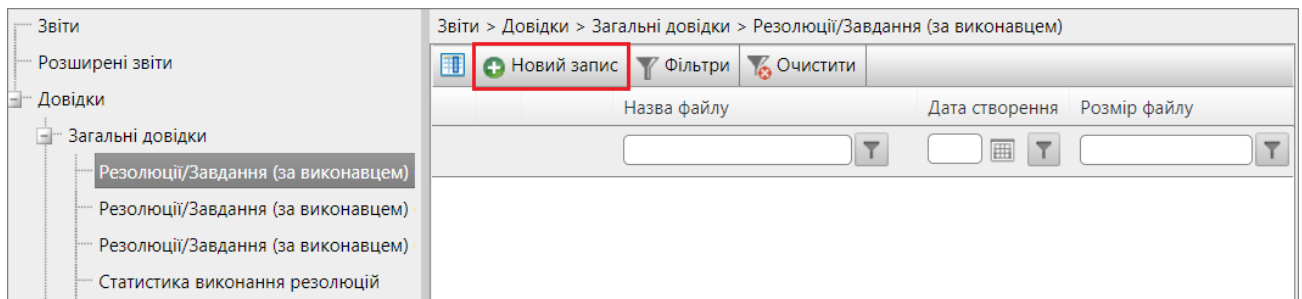 Звіти
Розширені звіти
Довідки
Загальні довідки
Резолюції/Завдання (за виконавцем)
Резолюції/Завдання (за виконавцем)
Резолюції/Завдання (за виконавцем)
Статистика виконання резолюцій
Звіти > Довідки > Загальні довідки > Резолюції/Завдання (за виконавцем)
Новий запис Фільтри Очистити
Назва файлу Дата створення Розмір файлу